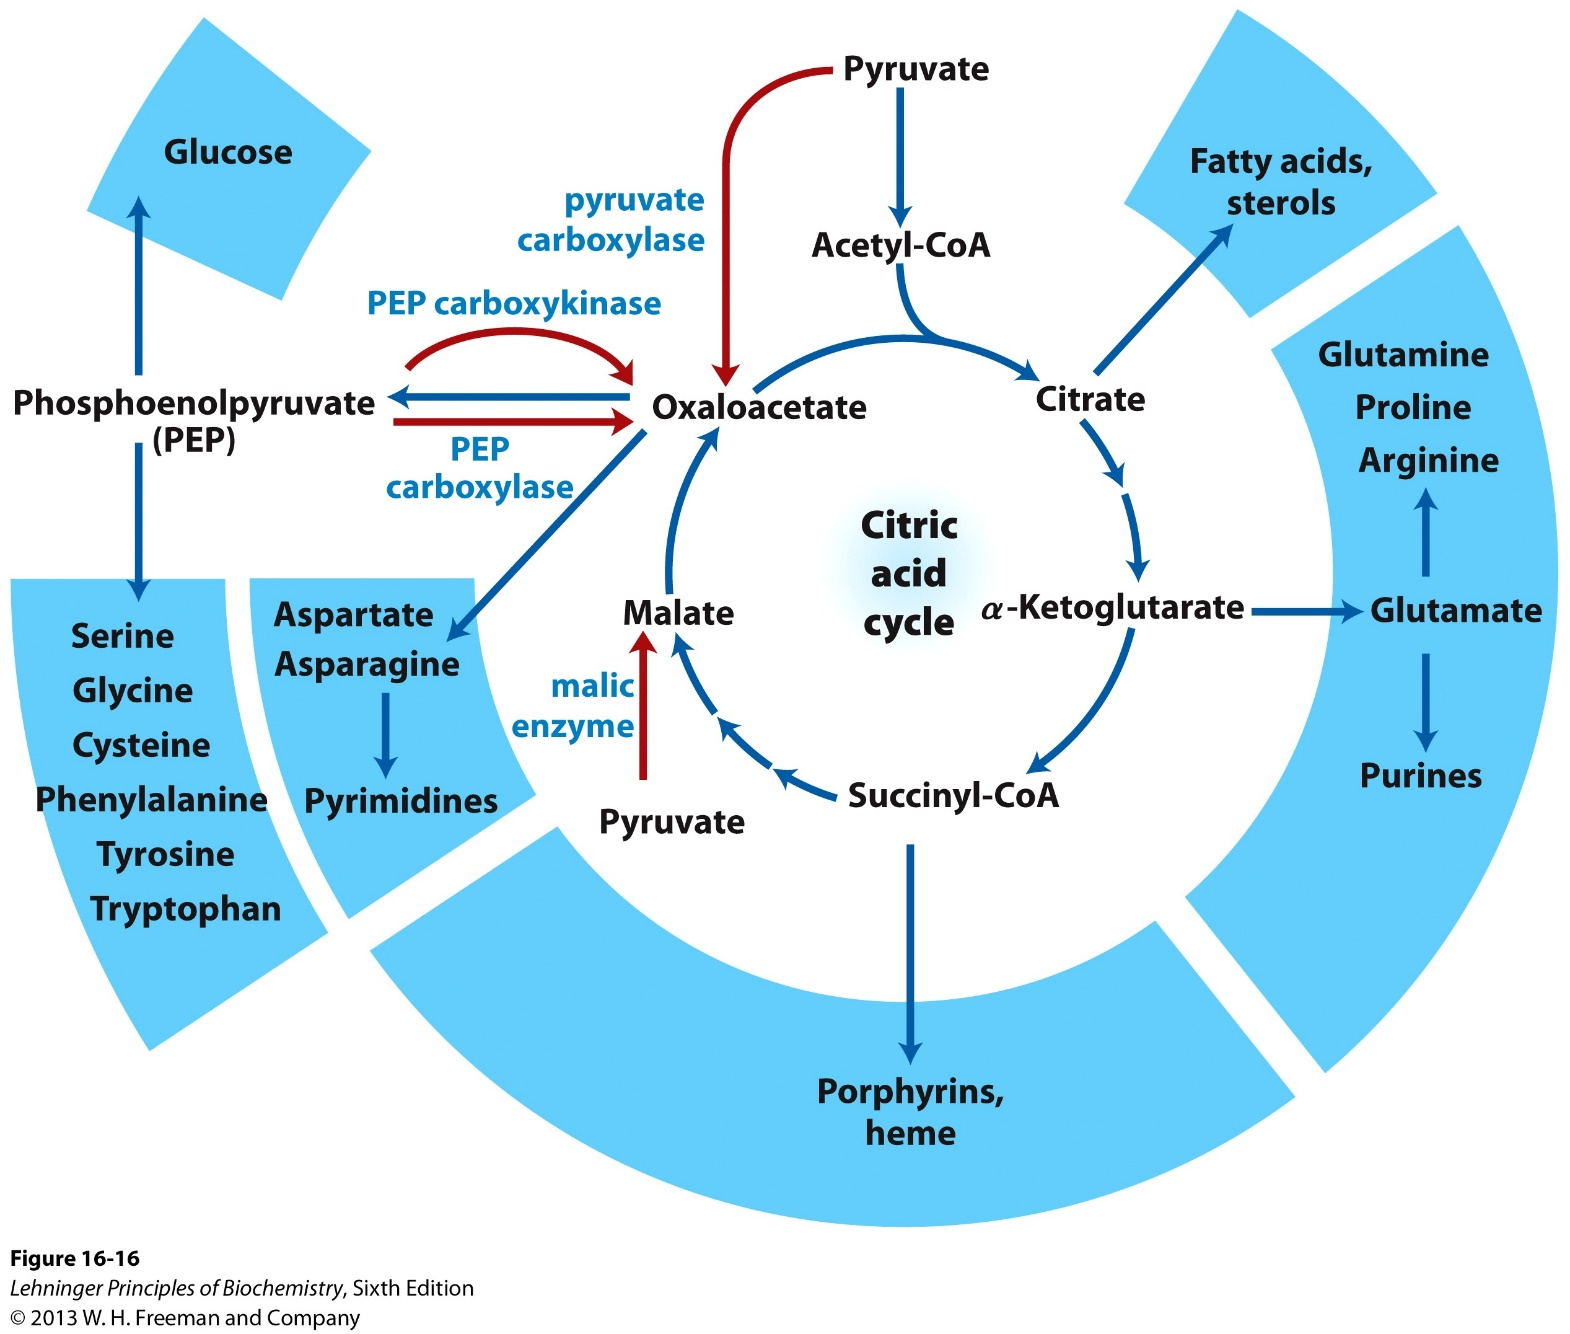 Pyruvate
Glucose
Fatty acids,
sterols
pyruvate
carboxylase
Acetyl-CoA
PEP carboxykinase
Phosphoenolpyruvate
(PEP)
Oxaloacetate
Citrate
PEP
carboxylase
Glutamine
Proline
Arginine
Citric
acid
cycle
Malate
α-Ketoglutarate
Glutamate
Purines
Serine
Glycine
Cysteine
Phenylalanine
Tyrosine
Tryptophan
Aspartate
Asparagine
Pyrimidines
malic
enzyme
Pyruvate
Succinyl-CoA
Porphyrins,
heme
Figure 16-16
Lehninger Principles of Biochemistry, Sixth Edition
© 2013 W. H. Freeman and Company